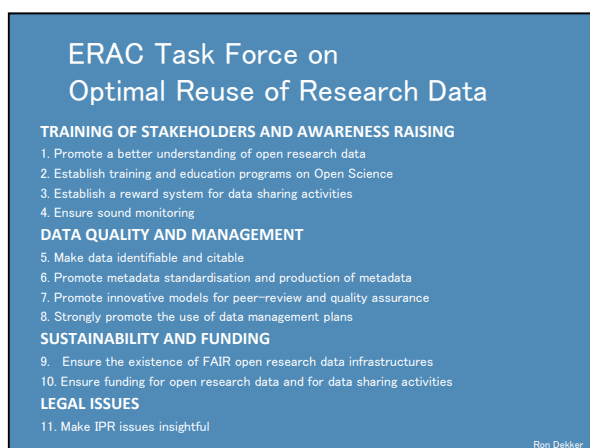 ERAC Task Force on
Optimal Reuse of Research Data
TRAINING OF STAKEHOLDERS AND AWARENESS RAISING
1. Promote a better understanding of open research data
2. Establish training and education programs on Open Science
3. Establish a reward system for data sharing activities
4. Ensure sound monitoring
DATA QUALITY AND MANAGEMENT
5. Make data identifiable and citable
6. Promote metadata standardisation and production of metadata
7. Promote innovative models for peer-review and quality assurance
8. Strongly promote the use of data management plans
SUSTAINABILITY AND FUNDING
9. Ensure the existence of FAIR open research data infrastructures
10. Ensure funding for open research data and for data sharing activities
LEGAL ISSUES
11. Make IPR issues insightful
Ron Dekker